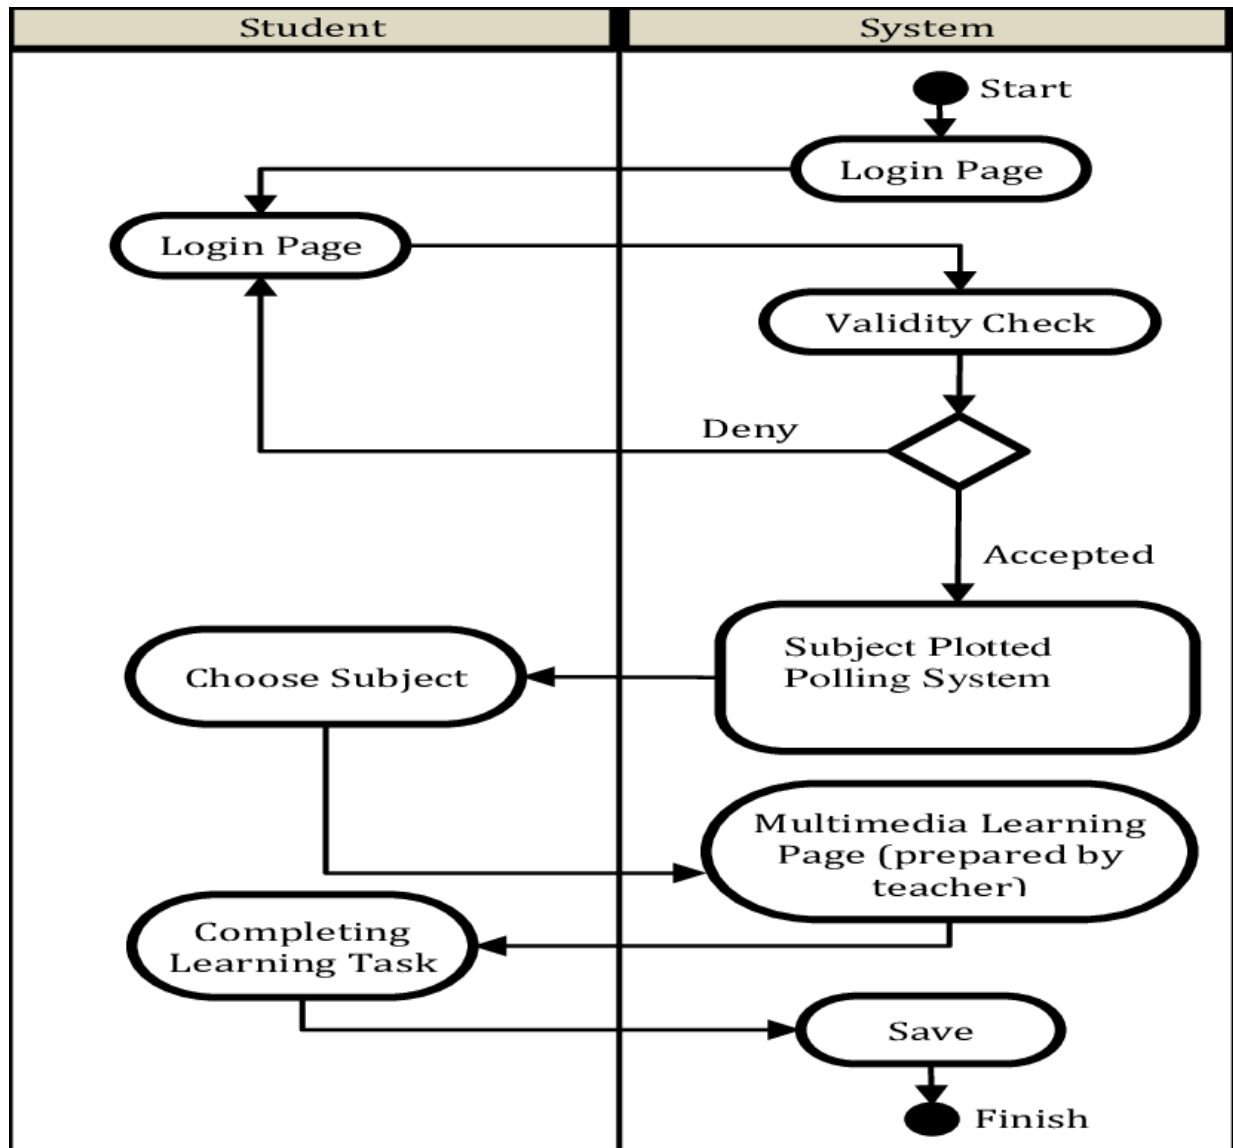 Student
System
Start
Login Page
Login Page
Validity Check
Deny
Accepted
Subject Plotted
Polling System
Choose Subject
Multimedia Learning
Page (prepared by
teacher)
Completing
Learning Task
Save
Finish